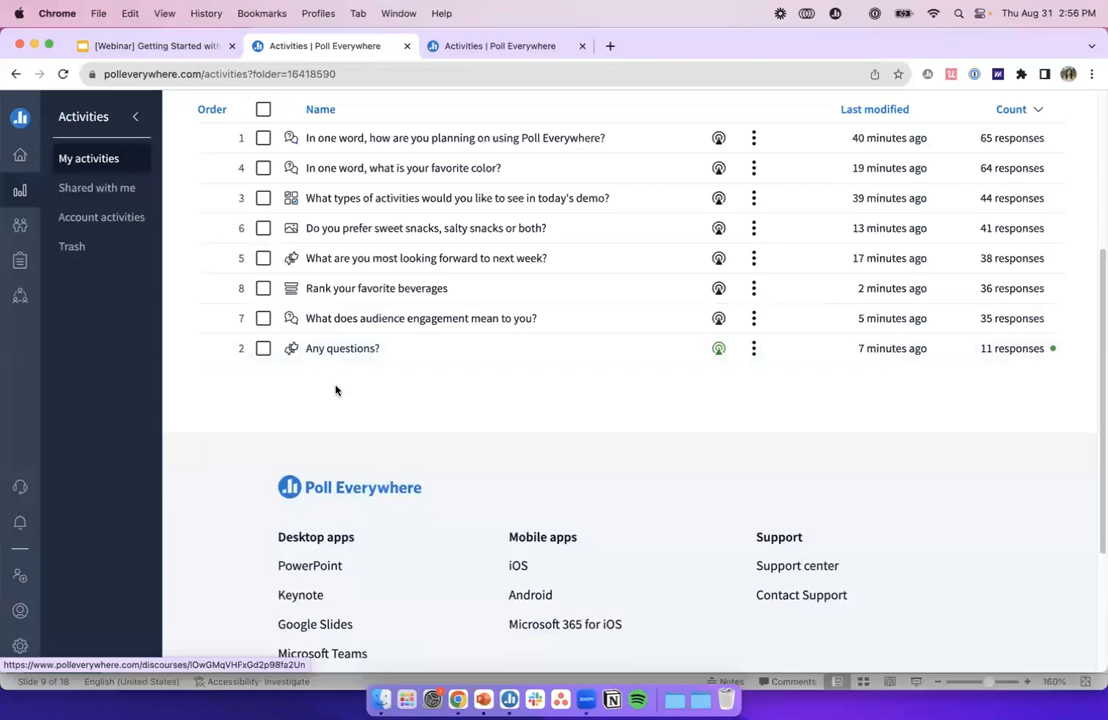 Chrome File Edit View History Bookmarks Profiles Tab Window Help Thu Aug 31 2:56 PM
[Webinar] Getting Started with Activities | Poll Everywhere Activities | Poll Everywhere
polleverywhere.com/activities?folder=16418590
Activities
My activities
Shared with me
Account activities
Trash
Order Name Last modified Count
1 In one word, how are you planning on using Poll Everywhere? 40 minutes ago 65 responses
4 In one word, what is your favorite color? 19 minutes ago 64 responses
3 What types of activities would you like to see in today's demo? 39 minutes ago 44 responses
6 Do you prefer sweet snacks, salty snacks or both? 13 minutes ago 41 responses
5 What are you most looking forward to next week? 17 minutes ago 38 responses
8 Rank your favorite beverages 2 minutes ago 36 responses
7 What does audience engagement mean to you? 5 minutes ago 35 responses
2 Any questions? 7 minutes ago 11 responses
Poll Everywhere
Desktop apps Mobile apps Support
PowerPoint iOS Support center
Keynote Android Contact Support
Google Slides Microsoft 365 for iOS
Microsoft Teams
Slide 9 of 18 English (United States) Accessibility: Investigate Notes Comments 160%